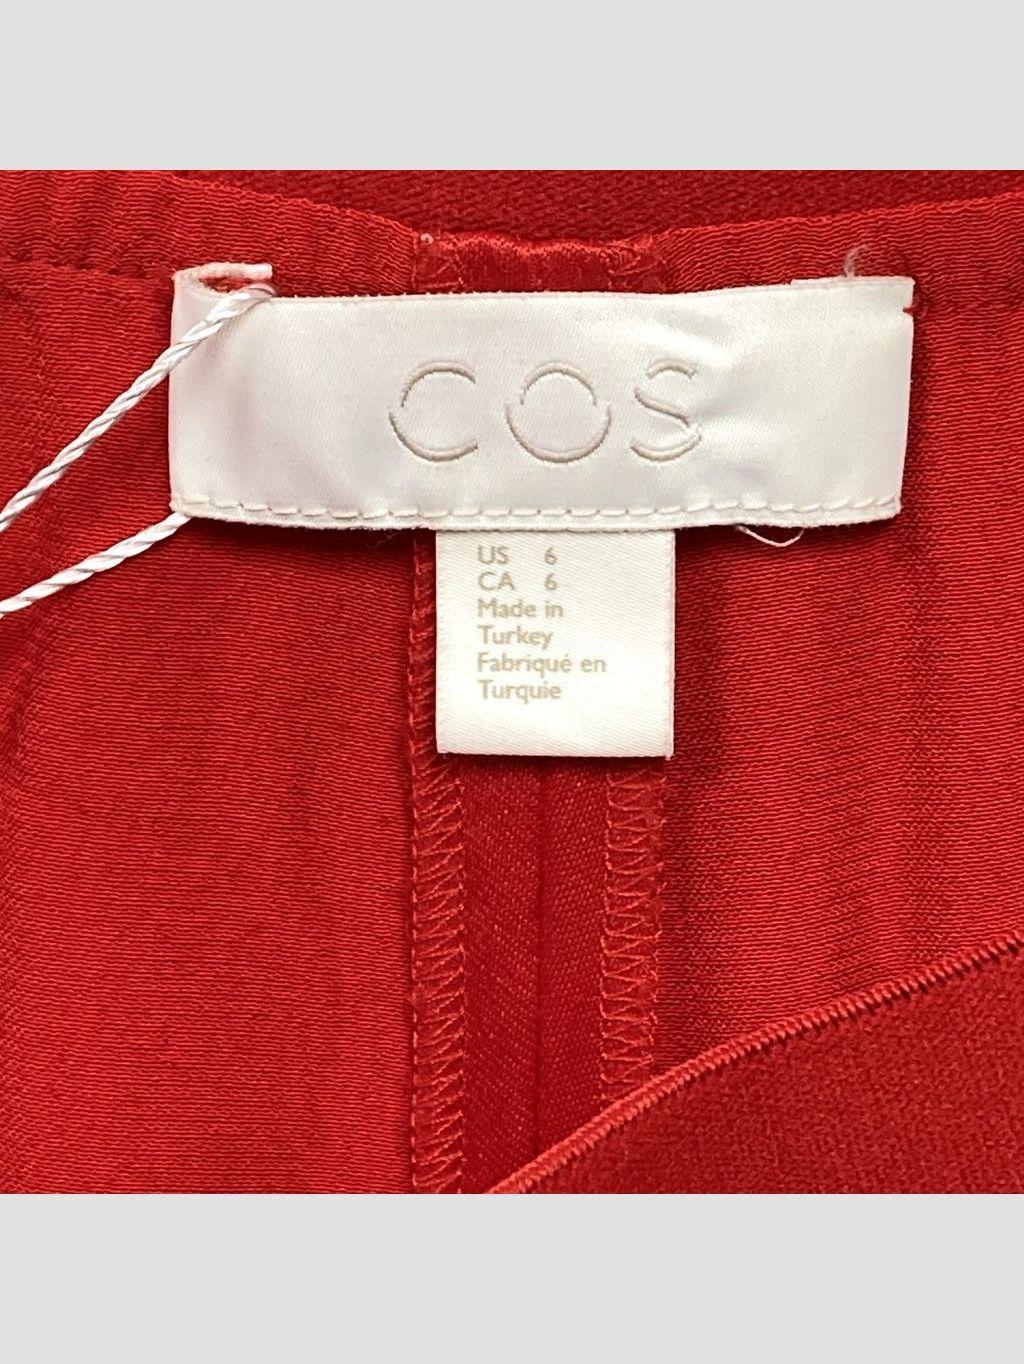 COS
US 6
CA 6
Made in
Turkey
Fabriqué en
Turquie